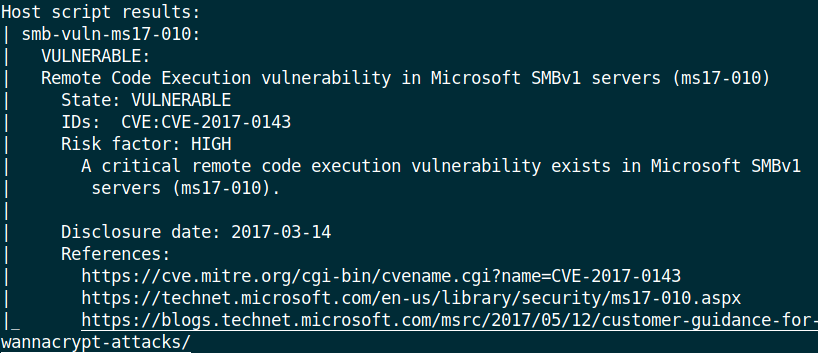 Host script results:
| smb-vuln-ms17-010:
|   VULNERABLE:
|   Remote Code Execution vulnerability in Microsoft SMBv1 servers (ms17-010)
|     State: VULNERABLE
|     IDs:  CVE:CVE-2017-0143
|     Risk factor: HIGH
|       A critical remote code execution vulnerability exists in Microsoft SMBv1
|        servers (ms17-010).
|
|     Disclosure date: 2017-03-14
|     References:
|       https://cve.mitre.org/cgi-bin/cvename.cgi?name=CVE-2017-0143
|       https://technet.microsoft.com/en-us/library/security/ms17-010.aspx
|_      https://blogs.technet.microsoft.com/msrc/2017/05/12/customer-guidance-for-
wannacrypt-attacks/